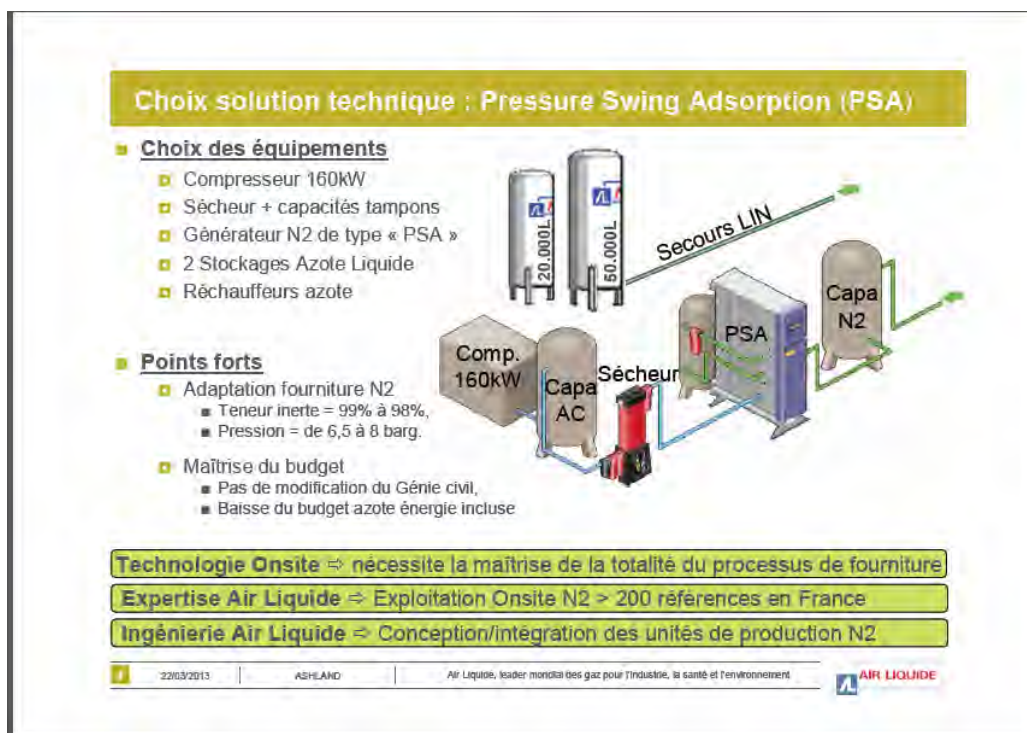 Choix solution technique : Pressure Swing Adsorption (PSA)
Choix des équipements
Compresseur 160kW
Sécheur + capacités tampons
Générateur N2 de type « PSA »
2 Stockages Azote Liquide
Réchauffeurs azote
20.000L
50.000L
Secours LIN
Comp.
160kW
Capa
AC
Sécheur
PSA
Capa
N2
Points forts
Adaptation fourniture N2
Teneur inerte = 99% à 98%,
Pression = de 6,5 à 8 barg.
Maîtrise du budget
Pas de modification du Génie civil,
Baisse du budget azote énergie incluse
Technologie Onsite ⇨ nécessite la maîtrise de la totalité du processus de fourniture
Expertise Air Liquide ⇨ Exploitation Onsite N2 > 200 références en France
Ingénierie Air Liquide ⇨ Conception/intégration des unités de production N2
22/03/2013 ASHLAND Air Liquide, leader mondial des gaz pour l'industrie, la santé et l'environnement
AIR LIQUIDE